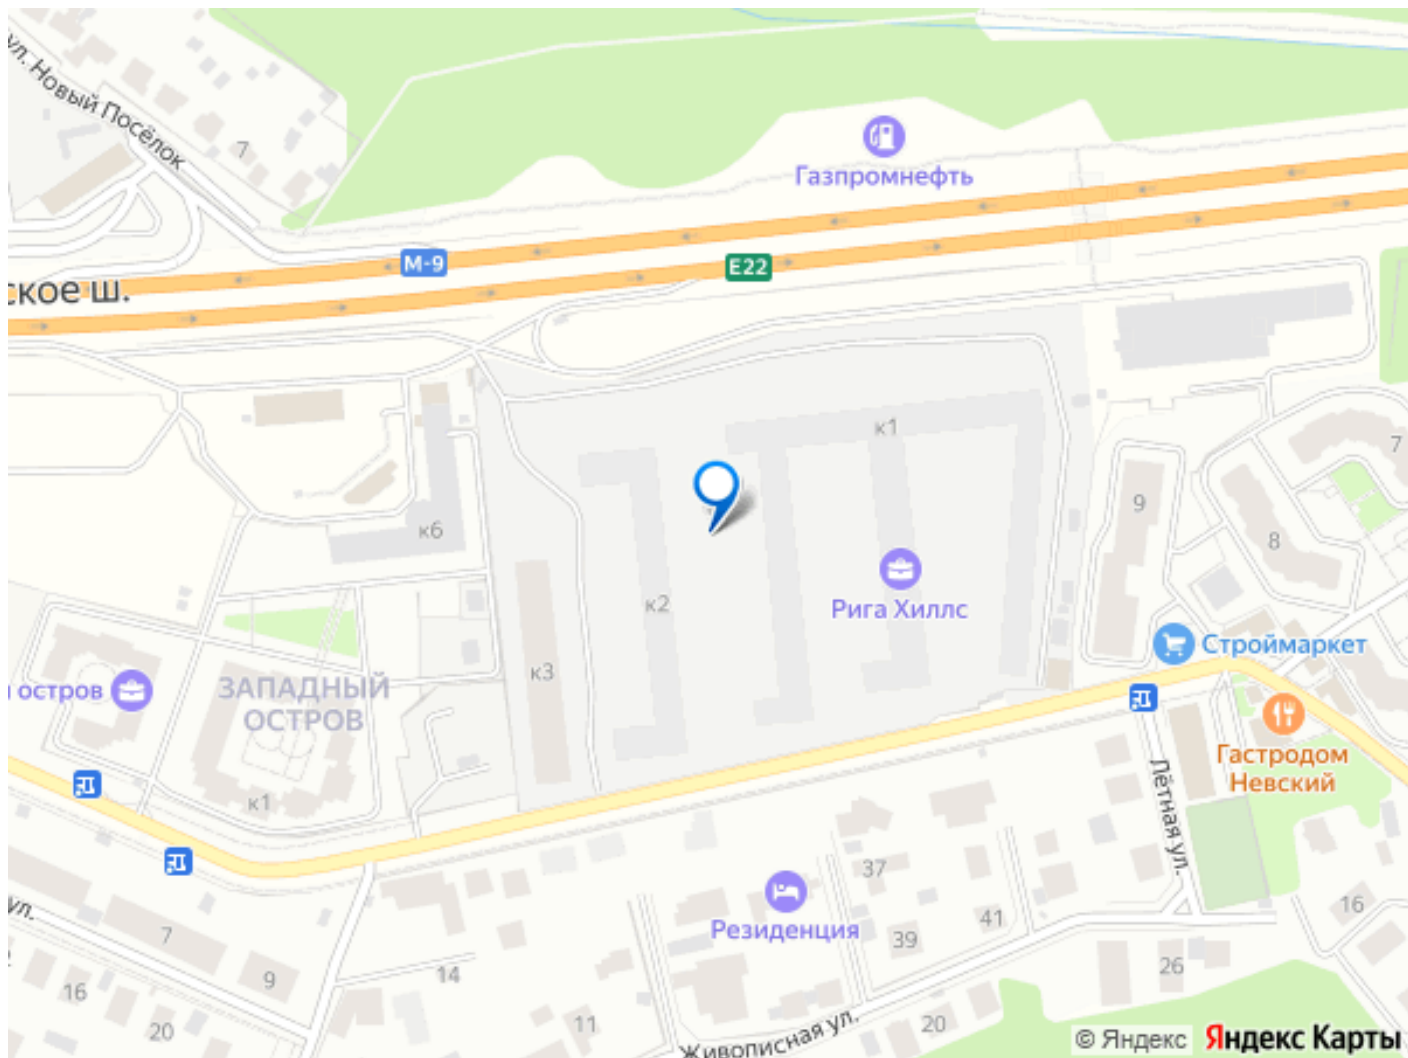 ул. Новый Посёлок
7
Газпромнефть
М-9
E22
ское ш.
к1
7
9
8
к6
к2
Рига Хиллс
к3
Строймаркет
остров
ЗАПАДНЫЙ
ОСТРОВ
Гастродом
Невский
к1
Лётная ул.
37
16
ул.
7
Резиденция
41
39
9
14
26
16
20
11
20
Живописная ул.
© Яндекс
Яндекс Карты